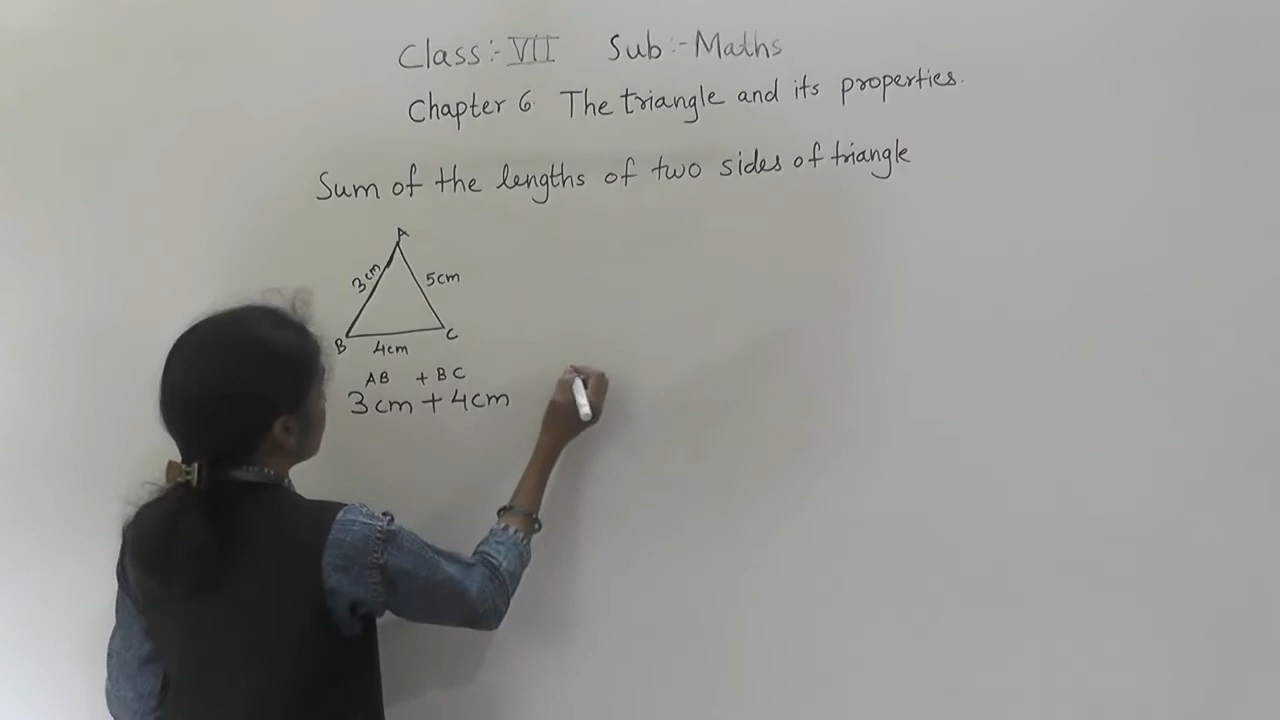 Class:- VII Sub:- Maths
Chapter 6 The triangle and its properties.
Sum of the lengths of two sides of triangle
A
3cm 5cm
B C
4cm
AB + BC
3cm + 4cm